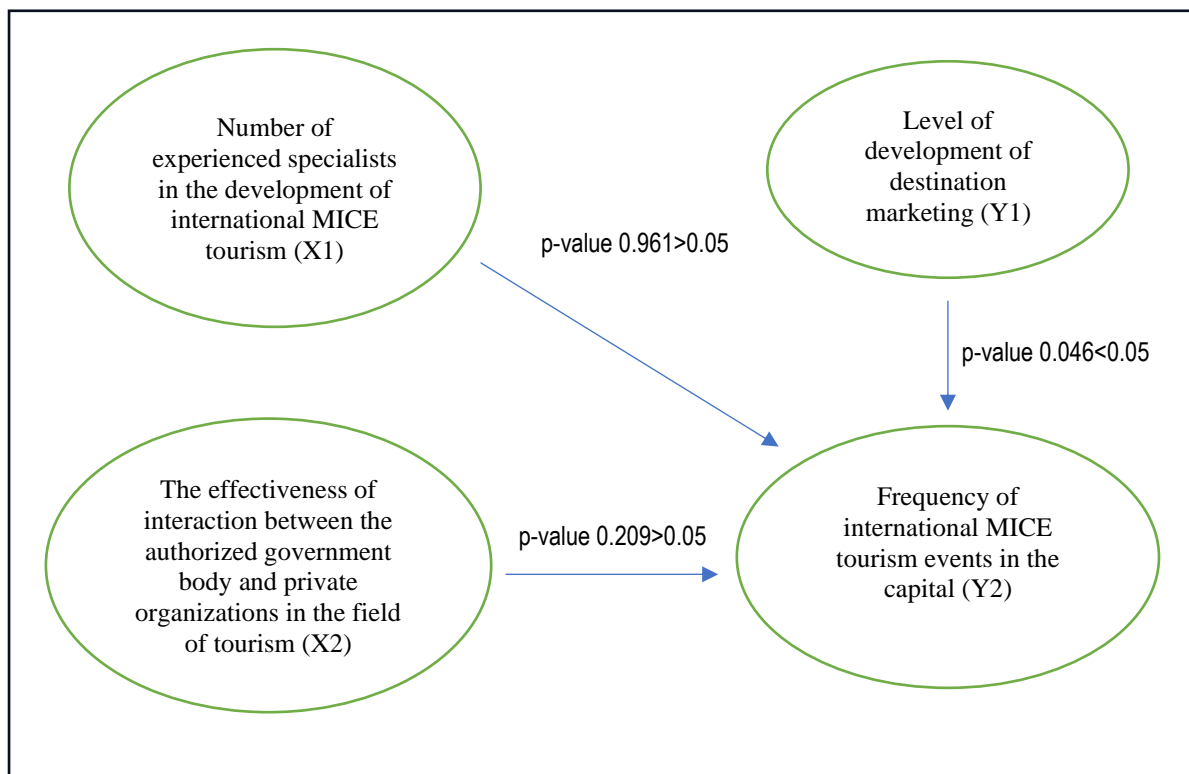 Number of
experienced specialists
in the development of
international MICE
tourism (X1)
Level of
development of
destination
marketing (Y1)
p-value 0.961>0.05
p-value 0.046<0.05
The effectiveness of
interaction between the
authorized government
body and private
organizations in the field
of tourism (X2)
p-value 0.209>0.05
Frequency of
international MICE
tourism events in the
capital (Y2)